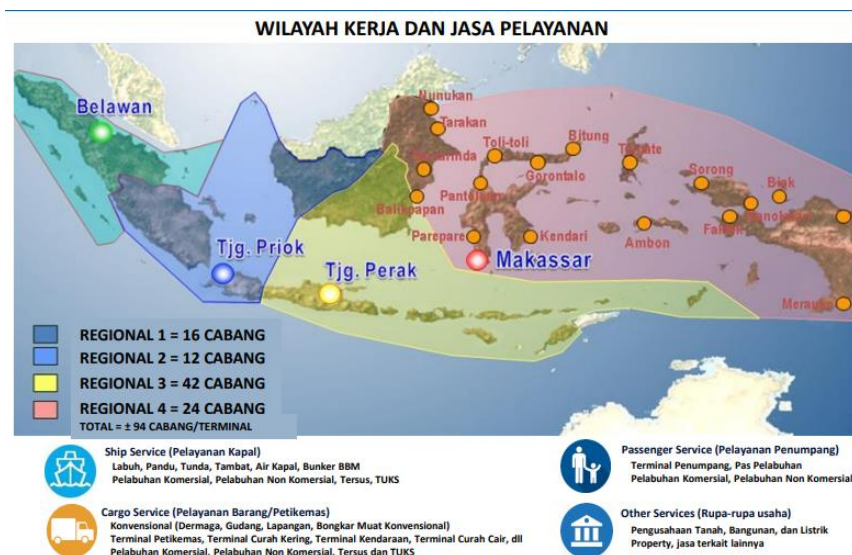 WILAYAH KERJA DAN JASA PELAYANAN
Belawan
Nunukan
Tarakan
Toli-toli
Bitung
Gorontalo
Sorong
Biak
Balikpapan
Parepare
Kendari
Ambon
Tjg. Priok
Tjg. Perak
Makassar
REGIONAL 1 = 16 CABANG
REGIONAL 2 = 12 CABANG
REGIONAL 3 = 42 CABANG
REGIONAL 4 = 24 CABANG
TOTAL = ± 94 CABANG/TERMINAL
Ship Service (Pelayanan Kapal)
Labuh, Pandu, Tunda, Tambat, Air Kapal, Bunker BBM
Pelabuhan Komersial, Pelabuhan Non Komersial, Tersus, TUKS
Cargo Service (Pelayanan Barang/Petikemas)
Konvensional (Dermaga, Gudang, Lapangan, Bongkar Muat Konvensional)
Terminal Petikemas, Terminal Curah Kering, Terminal Kendaraan, Terminal Curah Cair, dll
Pelabuhan Komersial, Pelabuhan Non Komersial, Tersus dan TUKS
Passenger Service (Pelayanan Penumpang)
Terminal Penumpang, Pas Pelabuhan
Pelabuhan Komersial, Pelabuhan Non Komersial
Other Services (Rupa-rupa usaha)
Pengusahaan Tanah, Bangunan, dan Listrik
Property, jasa terkait lainnya